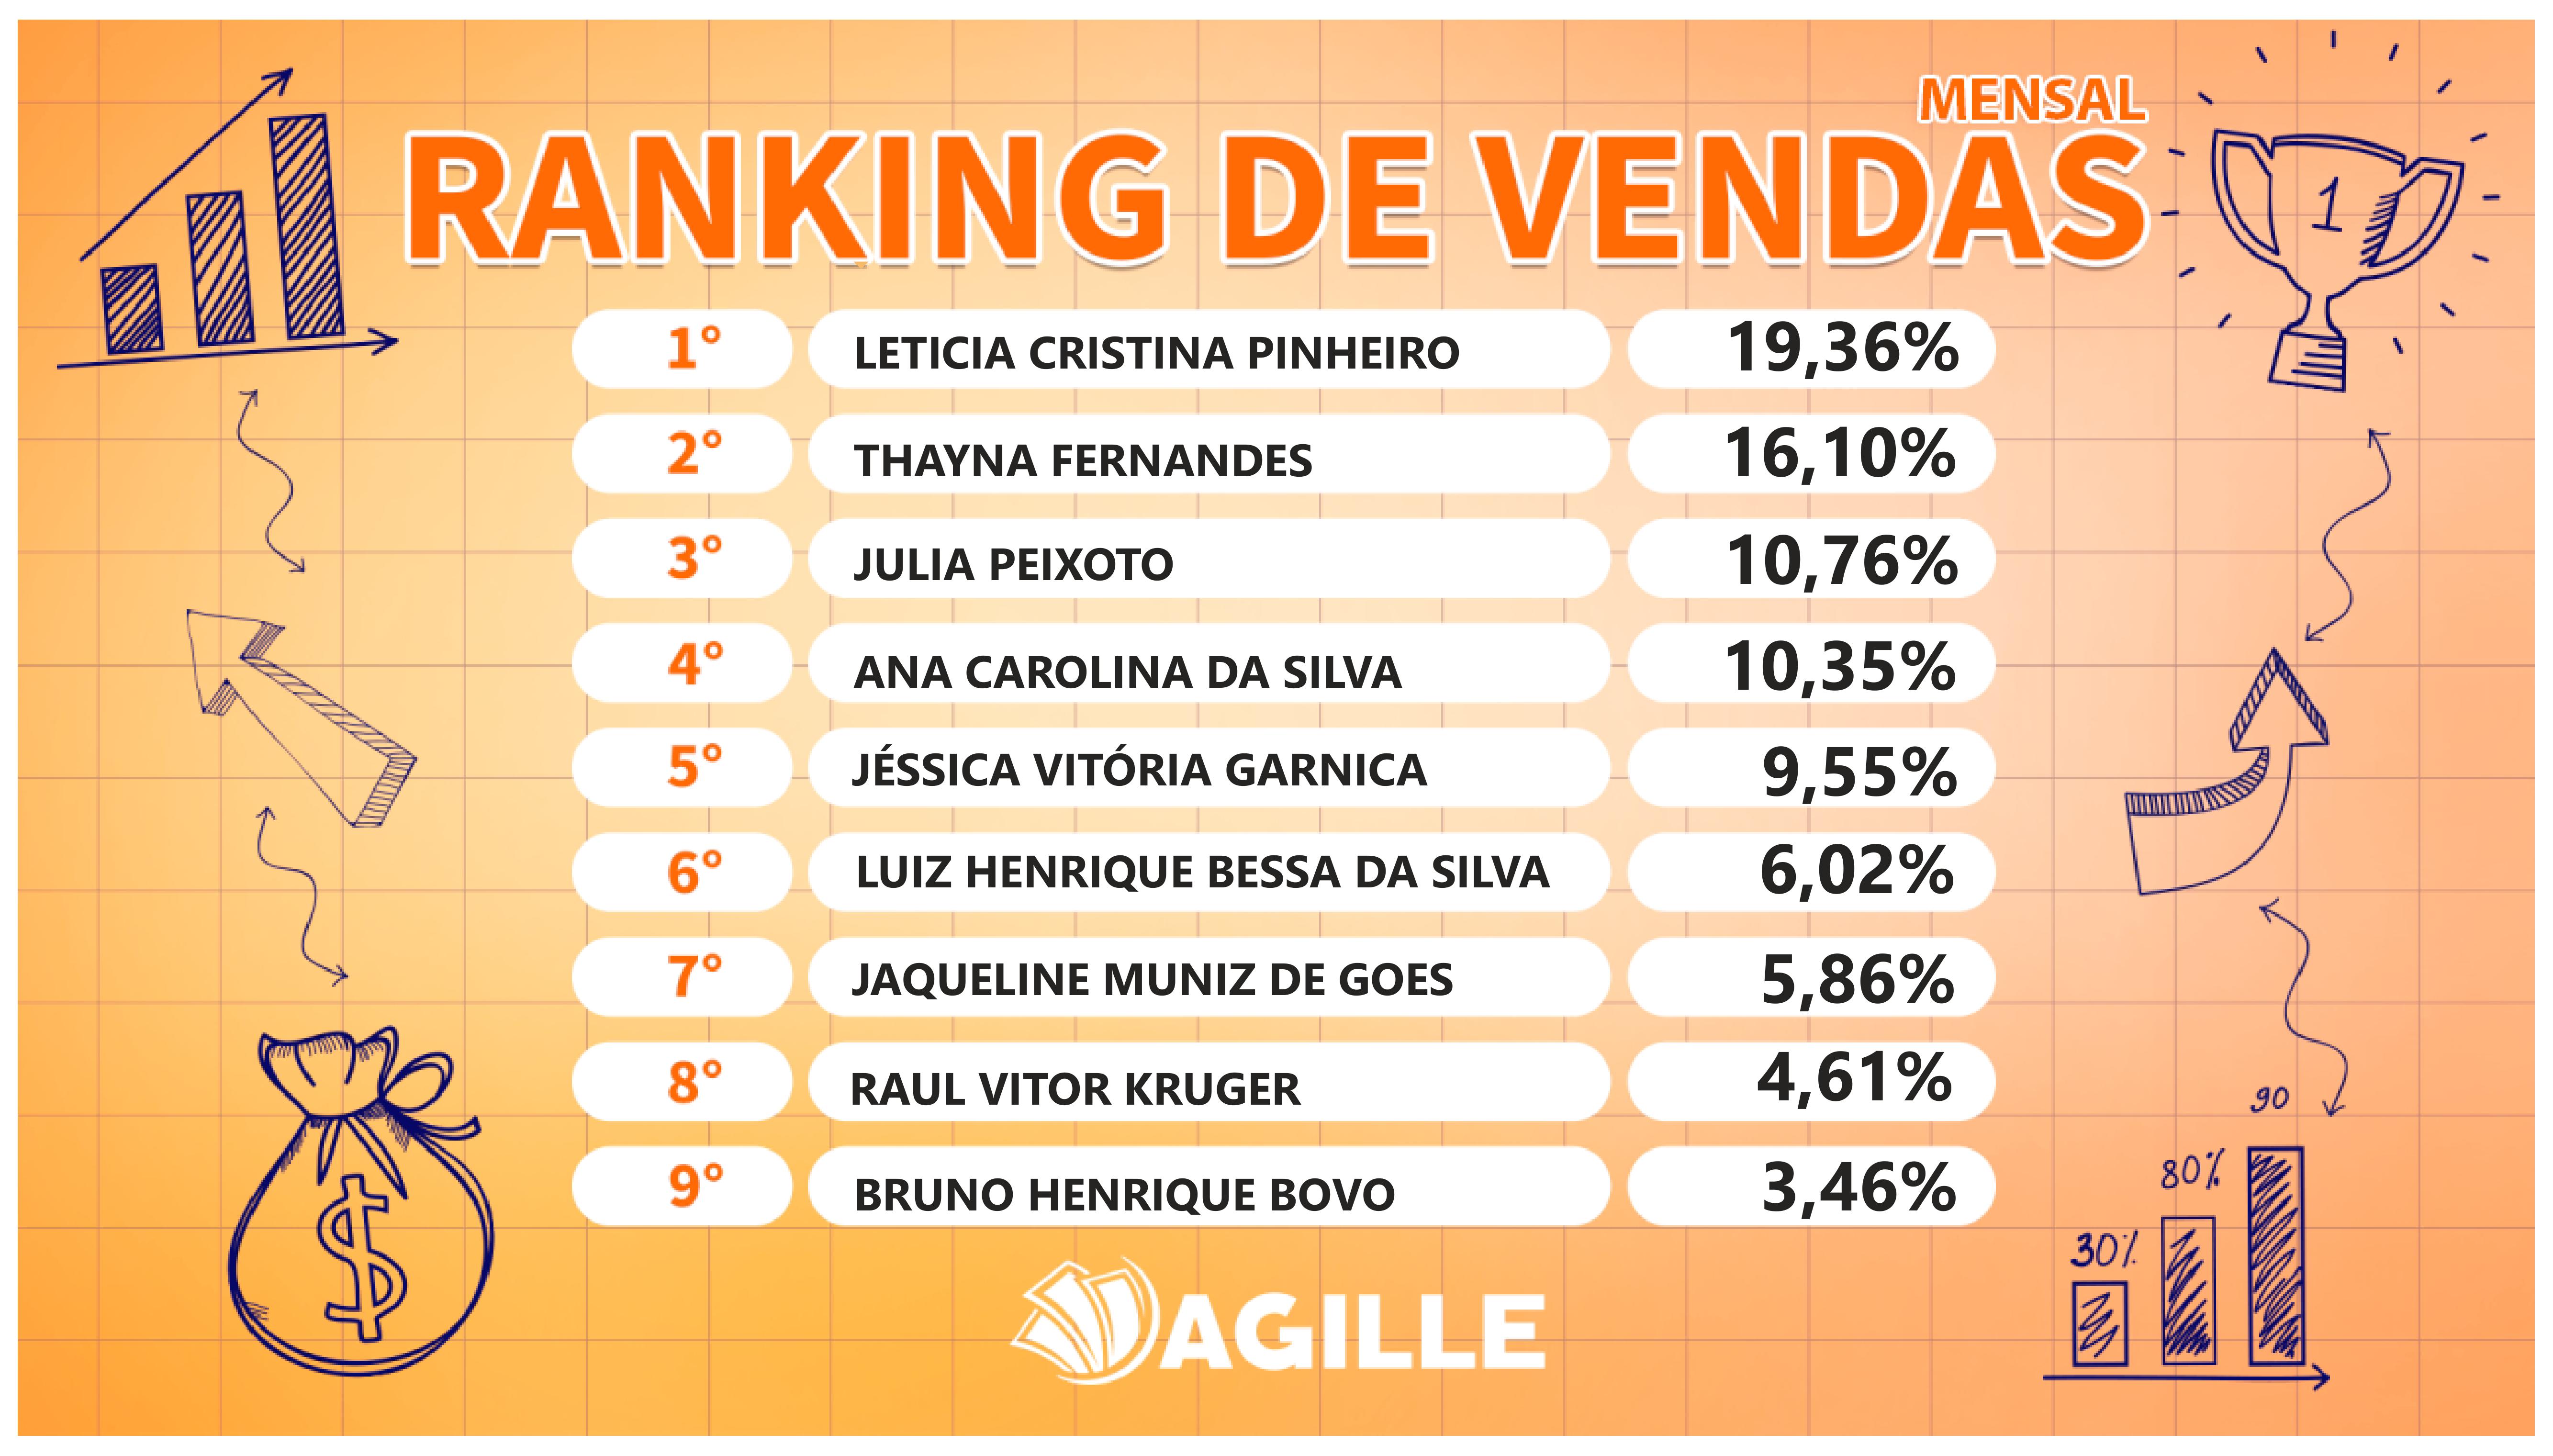 MENSAL
RANKING DE VENDAS
1
1° LETICIA CRISTINA PINHEIRO 19,36%
2° THAYNA FERNANDES 16,10%
3° JULIA PEIXOTO 10,76%
4° ANA CAROLINA DA SILVA 10,35%
5° JÉSSICA VITÓRIA GARNICA 9,55%
6° LUIZ HENRIQUE BESSA DA SILVA 6,02%
7° JAQUELINE MUNIZ DE GOES 5,86%
8° RAUL VITOR KRUGER 4,61%
9° BRUNO HENRIQUE BOVO 3,46%
90
80%
30%
$
AGILLE